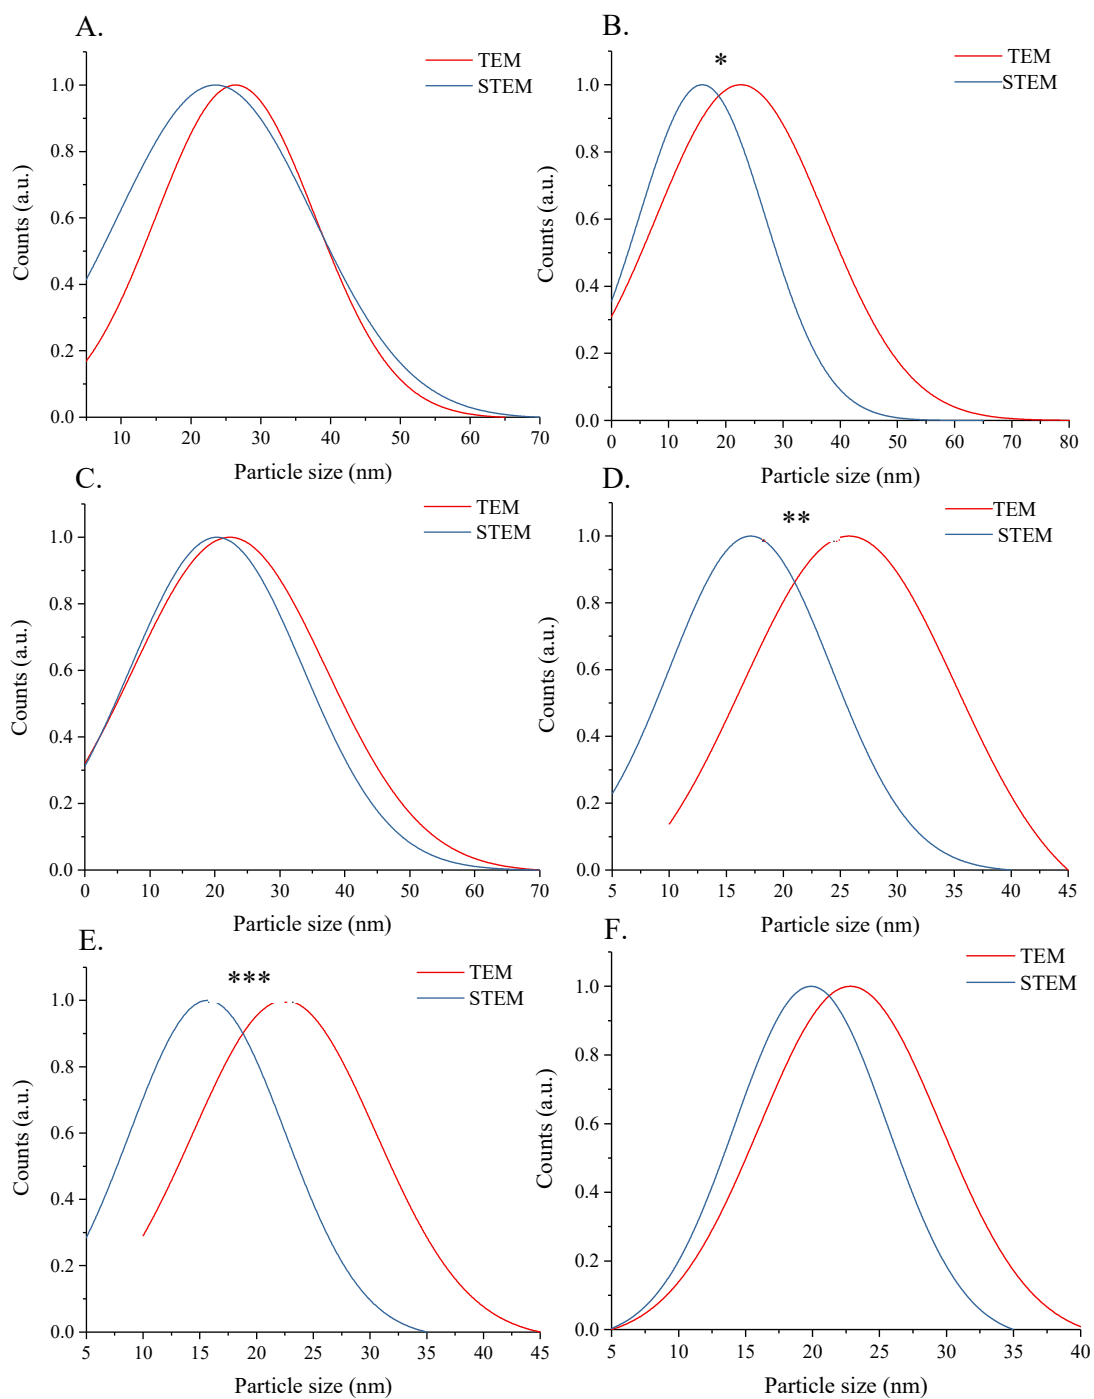 A.
TEM
STEM
1.0
0.8
0.6
0.4
0.2
0.0
Counts (a.u.)
10 20 30 40 50 60 70
Particle size (nm)
B.
*
TEM
STEM
1.0
0.8
0.6
0.4
0.2
0.0
Counts (a.u.)
0 10 20 30 40 50 60 70 80
Particle size (nm)
C.
TEM
STEM
1.0
0.8
0.6
0.4
0.2
0.0
Counts (a.u.)
0 10 20 30 40 50 60 70
Particle size (nm)
D.
**
TEM
STEM
1.0
0.8
0.6
0.4
0.2
0.0
Counts (a.u.)
5 10 15 20 25 30 35 40 45
Particle size (nm)
E.
***
TEM
STEM
1.0
0.8
0.6
0.4
0.2
0.0
Counts (a.u.)
5 10 15 20 25 30 35 40 45
Particle size (nm)
F.
TEM
STEM
1.0
0.8
0.6
0.4
0.2
0.0
Counts (a.u.)
5 10 15 20 25 30 35 40
Particle size (nm)